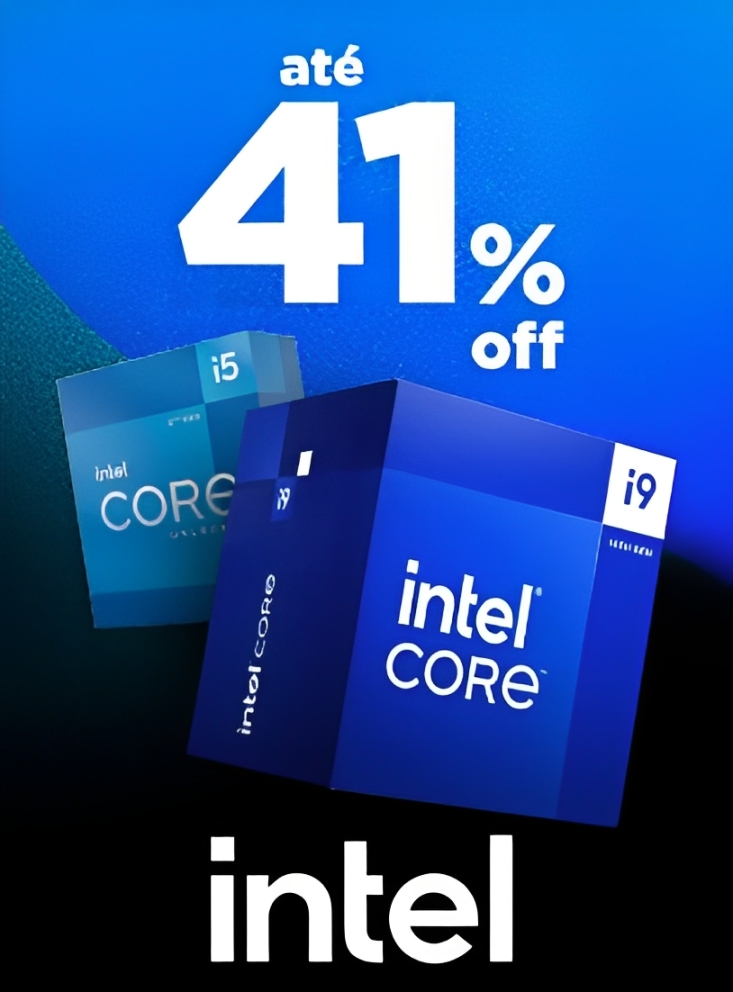 até
41%
off
i5
intel
CORE
i9
i9
intel CORE
intel
CORE
intel